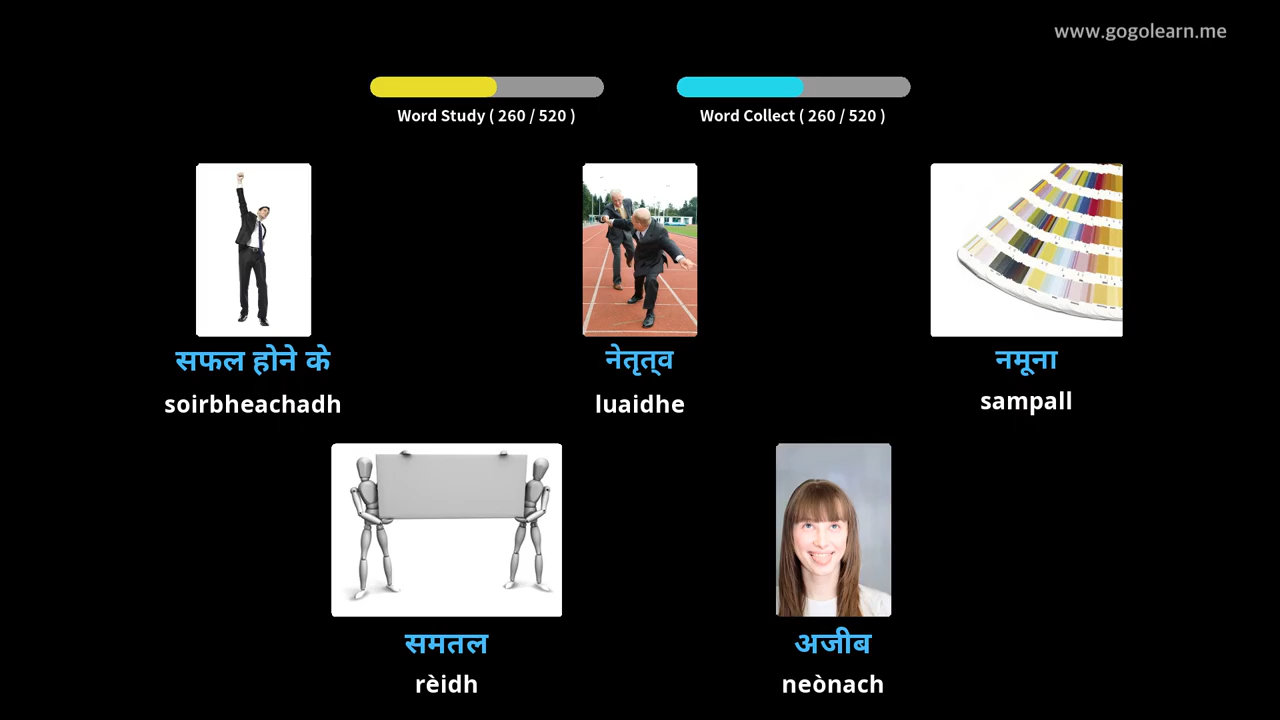 www.gogolearn.me
Word Study ( 260 / 520 )
Word Collect ( 260 / 520 )
सफल होने के
soirbheachadh
नेतृत्व
luaidhe
नमूना
sampall
समतल
rèidh
अजीब
neònach